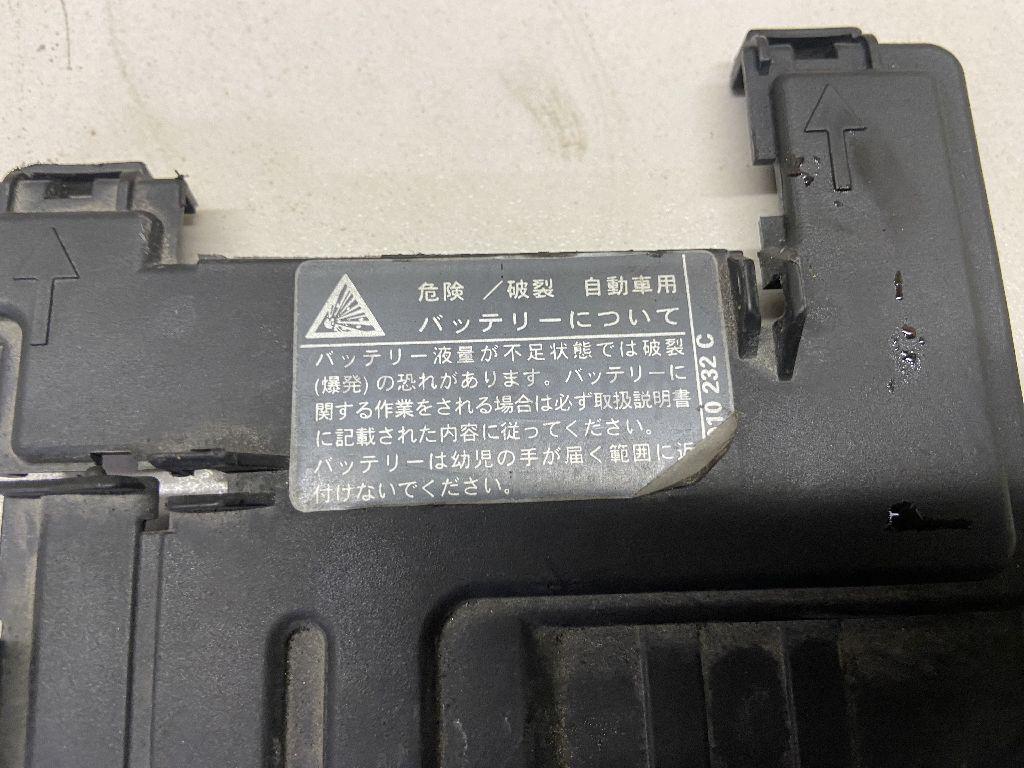 危険 ／破裂 自動車用
バッテリーについて
バッテリー液量が不足状態では破裂
(爆発)の恐れがあります。バッテリーに
関する作業をされる場合は必ず取扱説明書
に記載された内容に従ってください。
バッテリーは幼児の手が届く範囲に近
付けないでください。
10 232 C